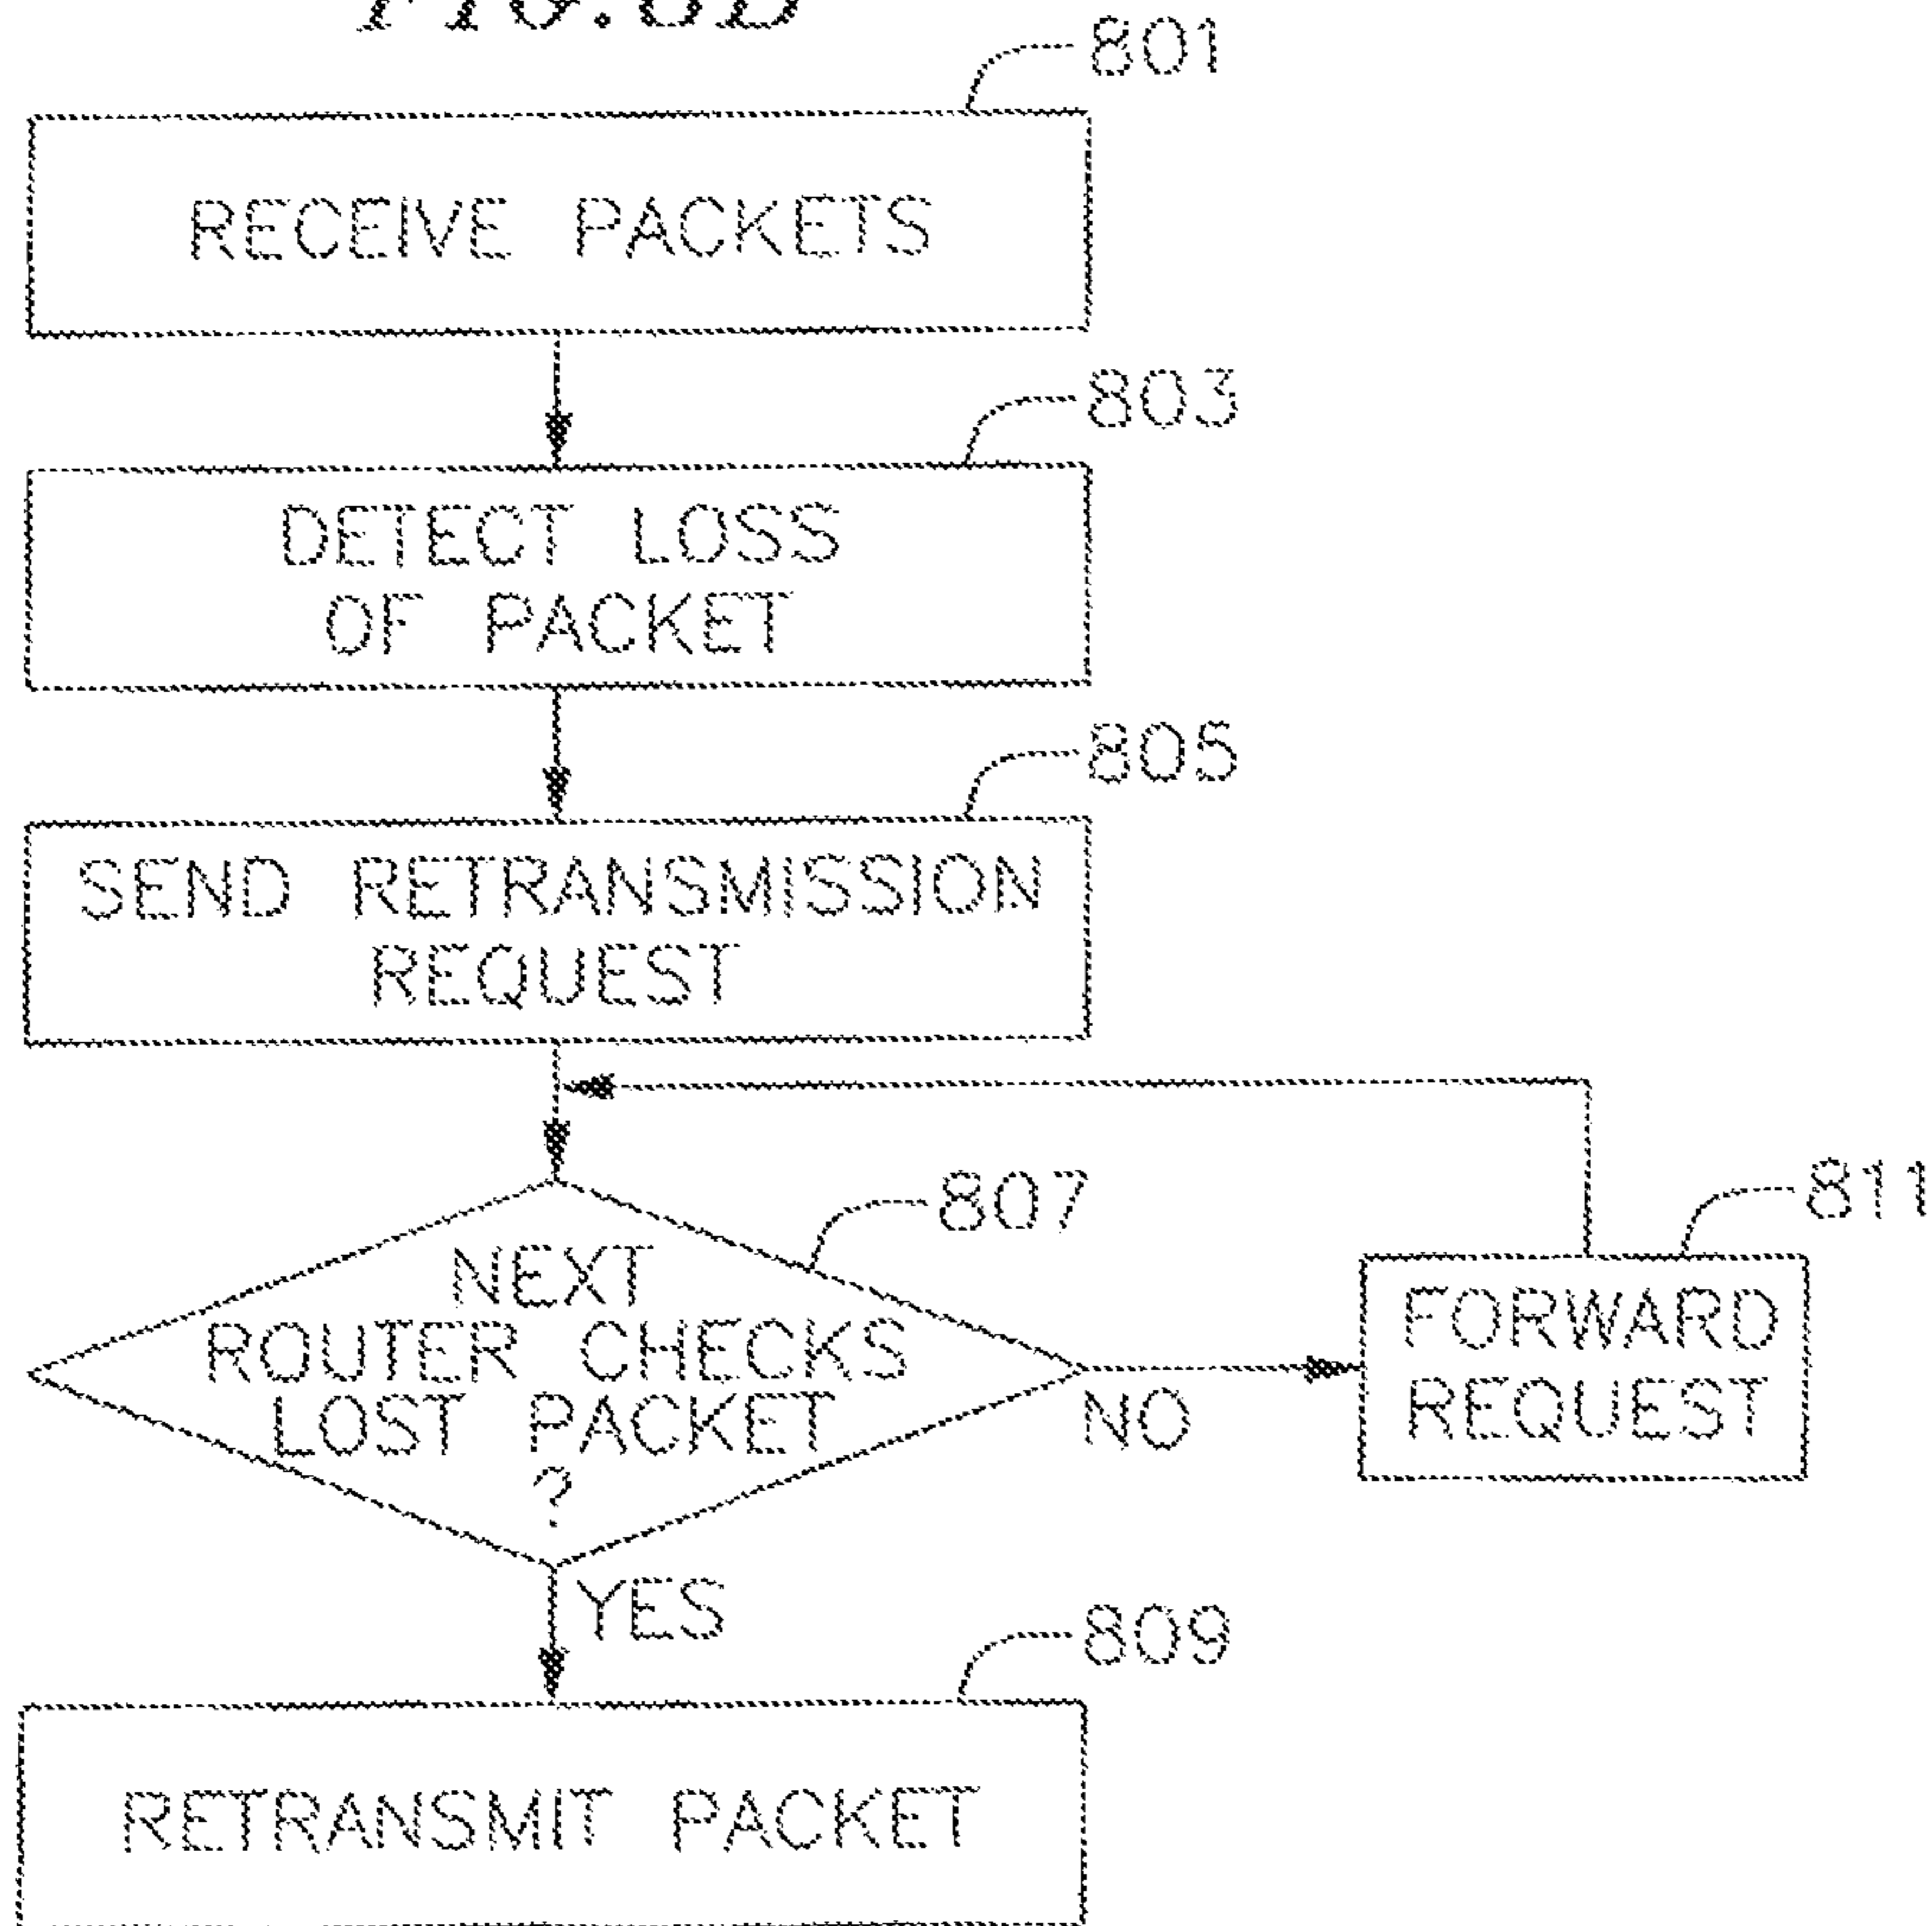 801
RECEIVE PACKETS
803
DETECT LOSS
OF PACKET
805
SEND RETRANSMISSION
REQUEST
807
811
NEXT
ROUTER CHECKS
LOST PACKET
?
NO
FORWARD
REQUEST
YES
809
RETRANSMIT PACKET